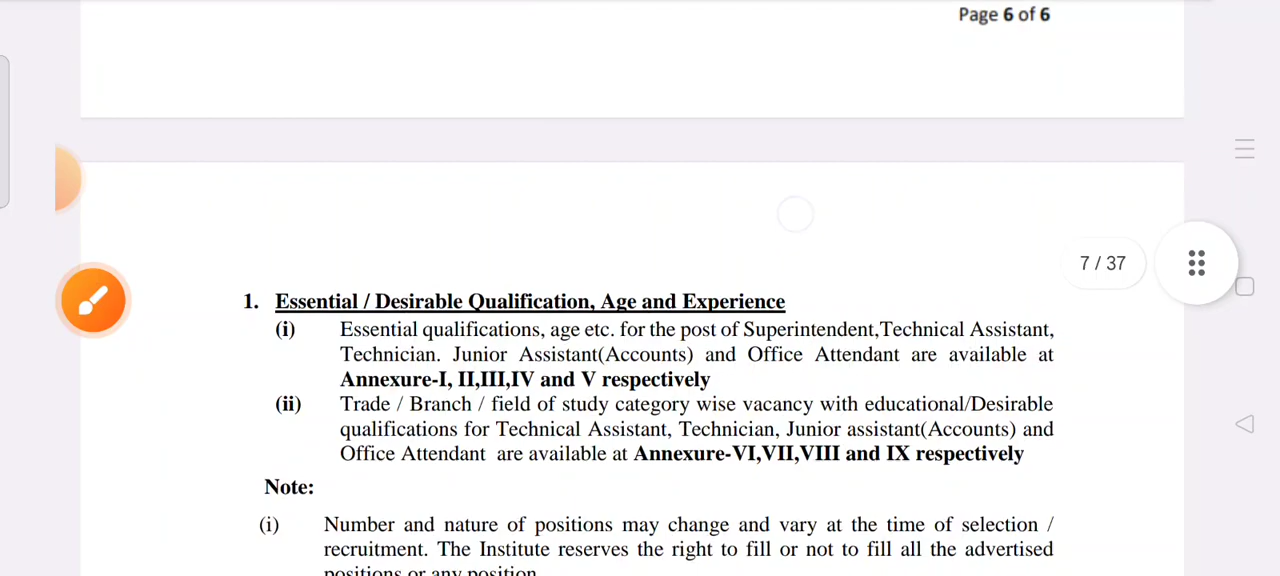 Page 6 of 6
7 / 37
1. Essential / Desirable Qualification, Age and Experience
(i) Essential qualifications, age etc. for the post of Superintendent,Technical Assistant,
Technician. Junior Assistant(Accounts) and Office Attendant are available at
Annexure-I, II,III,IV and V respectively
(ii) Trade / Branch / field of study category wise vacancy with educational/Desirable
qualifications for Technical Assistant, Technician, Junior assistant(Accounts) and
Office Attendant are available at Annexure-VI,VII,VIII and IX respectively
Note:
(i) Number and nature of positions may change and vary at the time of selection /
recruitment. The Institute reserves the right to fill or not to fill all the advertised
positions or any position